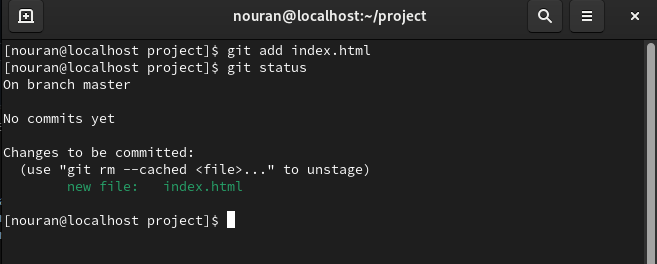 nouran@localhost:~/project
[nouran@localhost project]$ git add index.html
[nouran@localhost project]$ git status
On branch master
No commits yet
Changes to be committed:
(use "git rm --cached <file>..." to unstage)
new file:   index.html
[nouran@localhost project]$